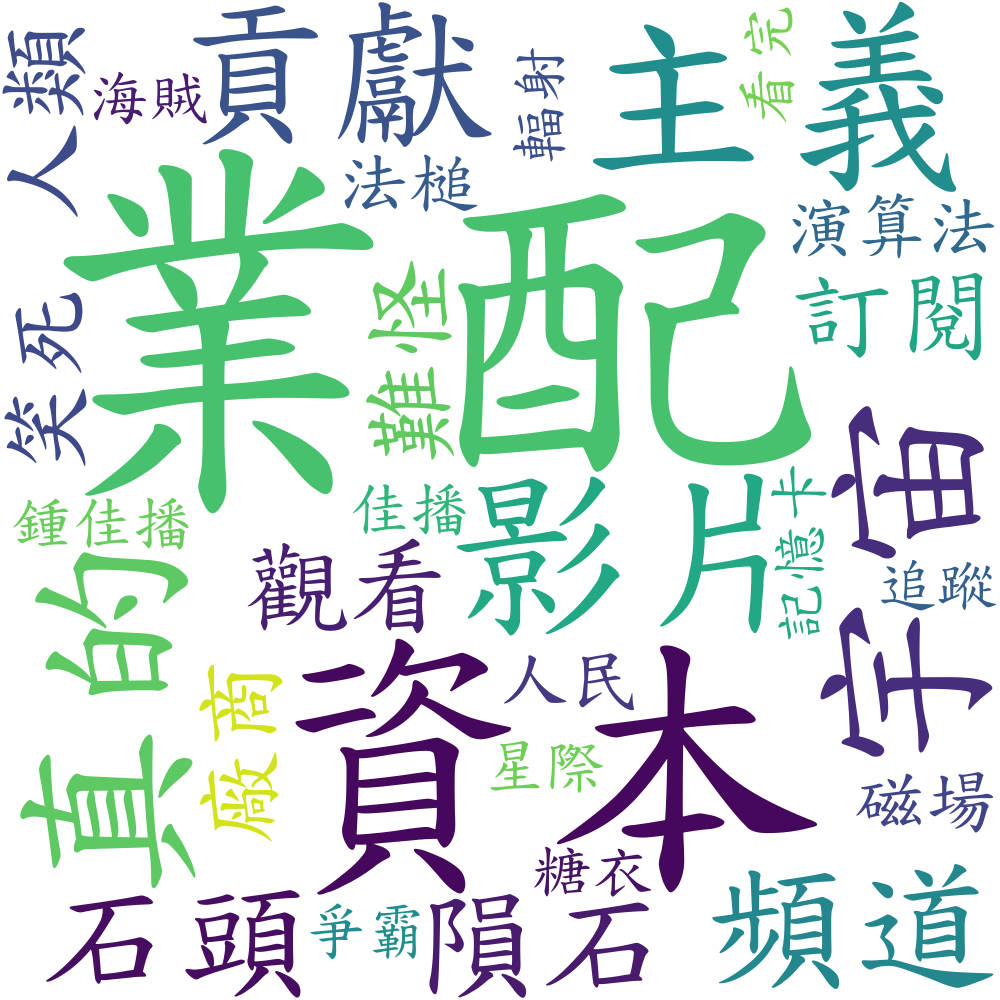 人類
海賊
貢獻
輻射
主義
看完
法槌
演算法
業配
訂閱
難怪
笑死
鍾佳播
佳播
影片
記憶卡
宇宙
追蹤
觀看
真的
廠商
資本
人民
星際
磁場
糖衣
石頭
爭霸
隕石
頻道